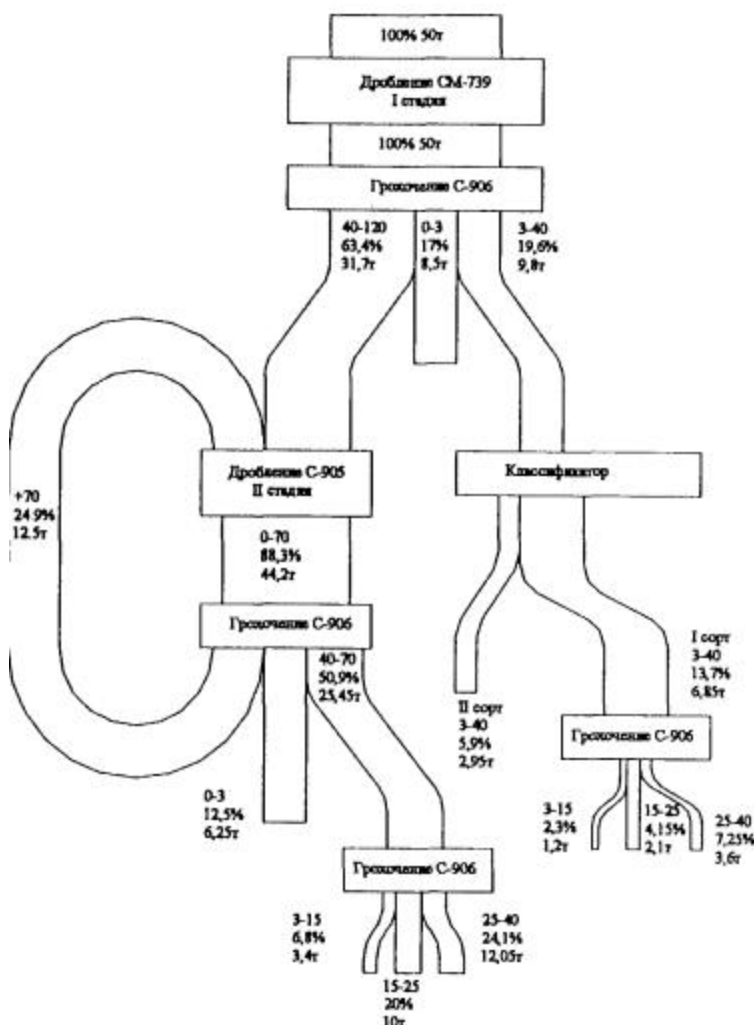 100% 50т
Дробление СМ-739
I стадия
100% 50т
Грохочение С-906
40-120
63,4%
31,7т
0-3
17%
8,5т
3-40
19,6%
9,8т
Дробление С-905
II стадия
Классификатор
+70
24.9%
12.5т
0-70
88,3%
44,2т
Грохочение С-906
40-70
50,9%
25,45т
I сорт
3-40
13,7%
6,85т
II сорт
3-40
5,9%
2,95т
Грохочение С-906
0-3
12,5%
6,25т
3-15
2,3%
1,2т
15-25
4,15%
2,1т
25-40
7,25%
3,6т
Грохочение С-906
3-15
6,8%
3,4т
25-40
24,1%
12,05т
15-25
20%
10т